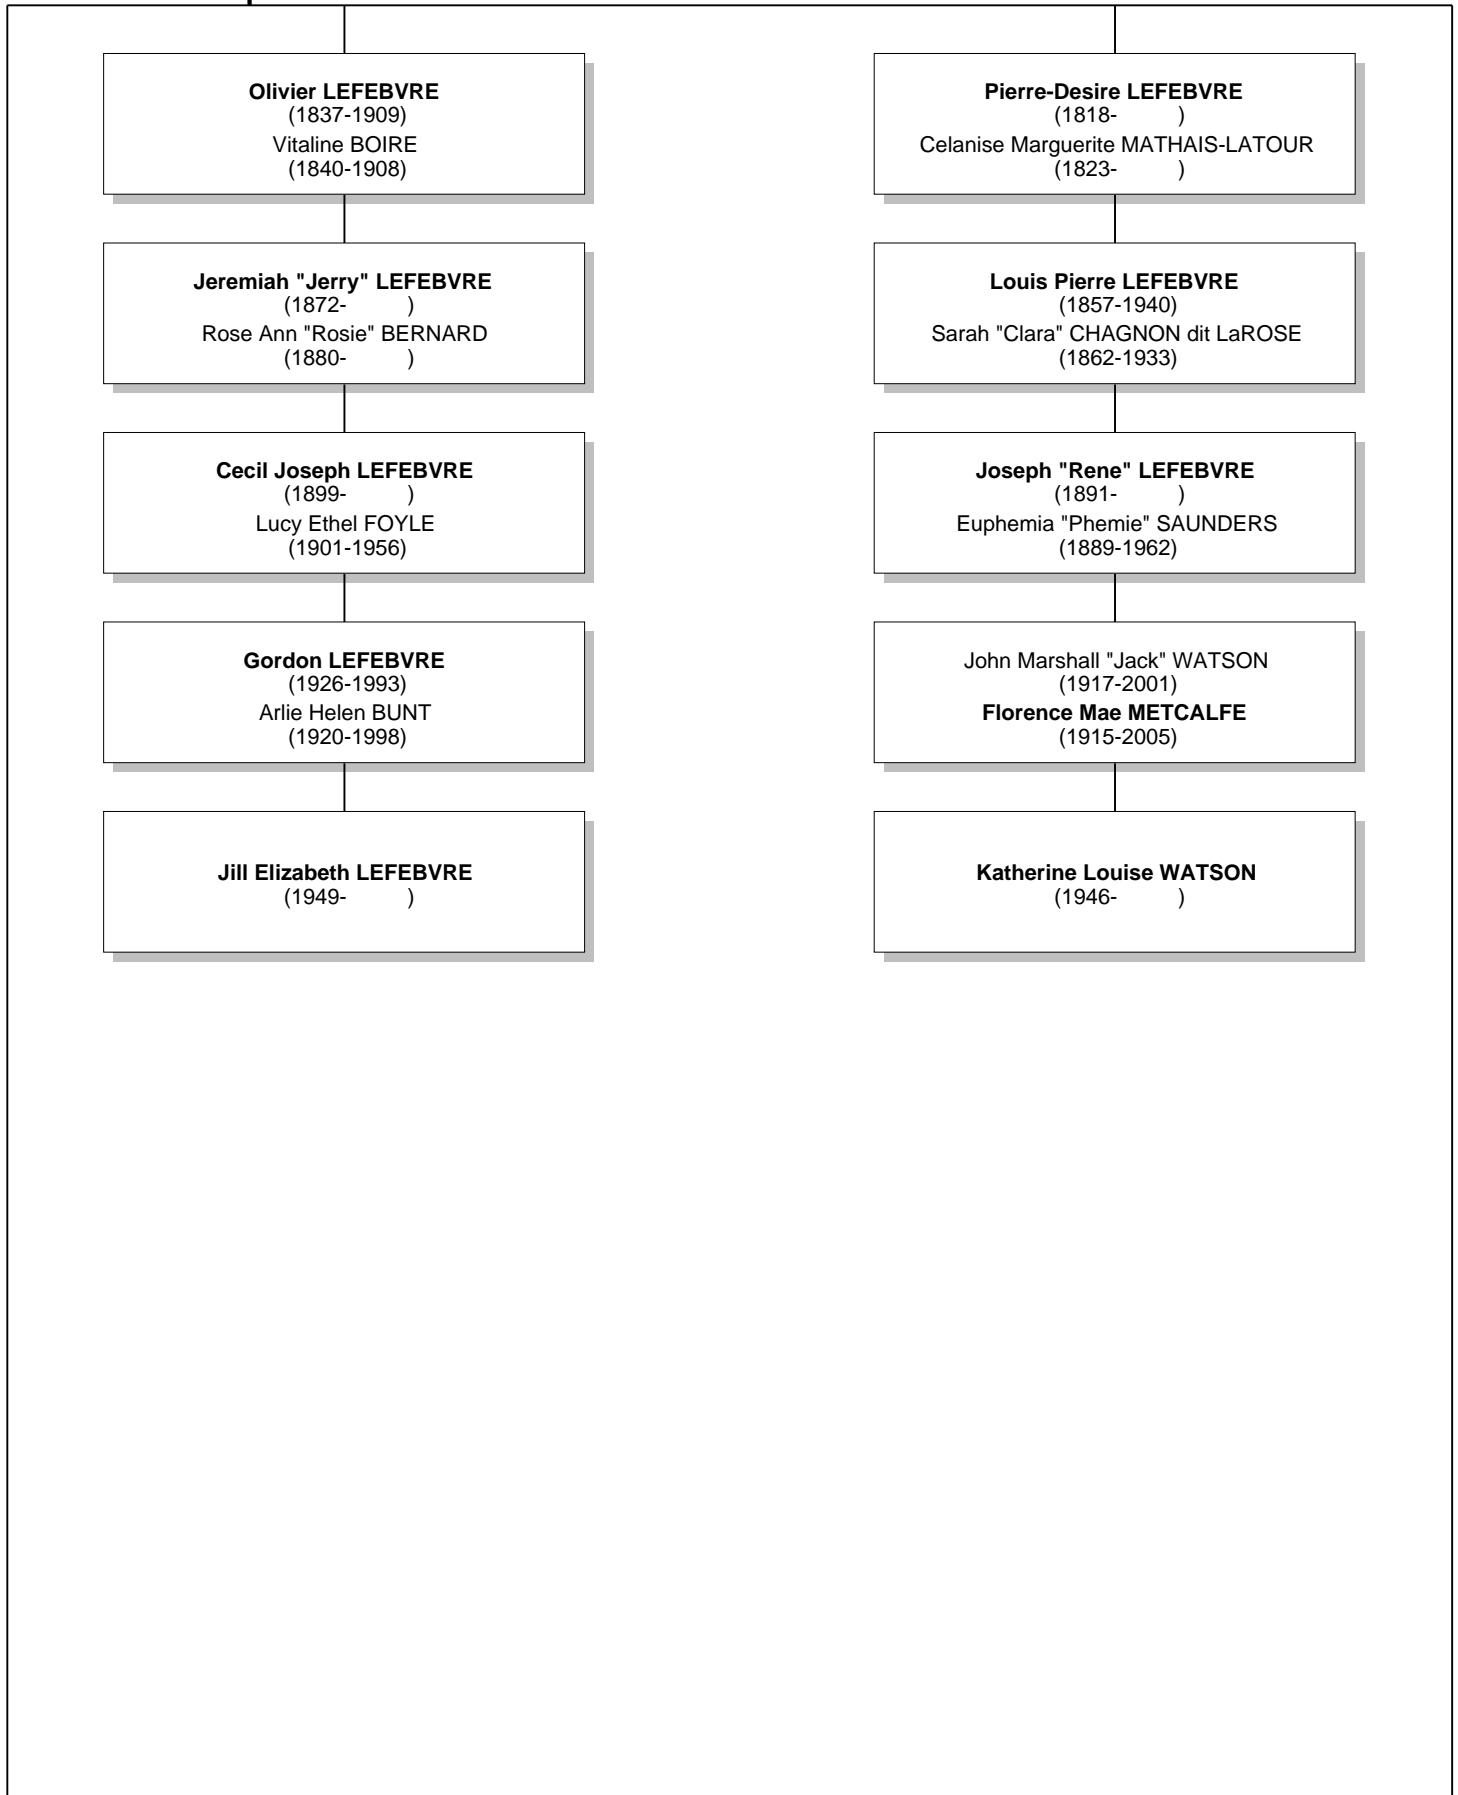 Olivier LEFEBVRE
(1837-1909)
Vitaline BOIRE
(1840-1908)
Jeremiah "Jerry" LEFEBVRE
(1872- )
Rose Ann "Rosie" BERNARD
(1880- )
Cecil Joseph LEFEBVRE
(1899- )
Lucy Ethel FOYLE
(1901-1956)
Gordon LEFEBVRE
(1926-1993)
Arlie Helen BUNT
(1920-1998)
Jill Elizabeth LEFEBVRE
(1949- )
Pierre-Desire LEFEBVRE
(1818- )
Celanise Marguerite MATHAIS-LATOUR
(1823- )
Louis Pierre LEFEBVRE
(1857-1940)
Sarah "Clara" CHAGNON dit LaROSE
(1862-1933)
Joseph "Rene" LEFEBVRE
(1891- )
Euphemia "Phemie" SAUNDERS
(1889-1962)
John Marshall "Jack" WATSON
(1917-2001)
Florence Mae METCALFE
(1915-2005)
Katherine Louise WATSON
(1946- )